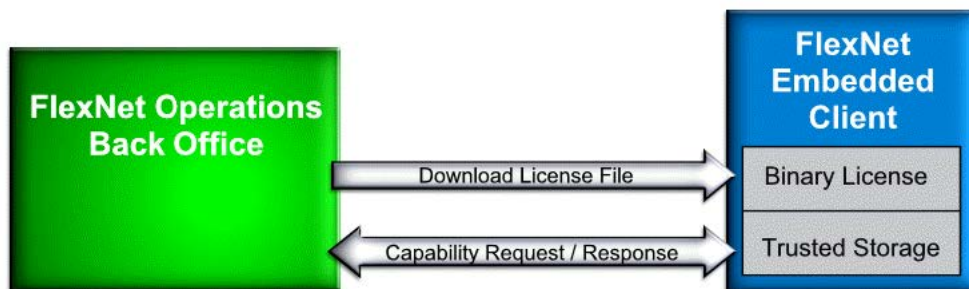 FlexNet Operations
Back Office
FlexNet
Embedded
Client
Download License File
Binary License
Capability Request / Response
Trusted Storage